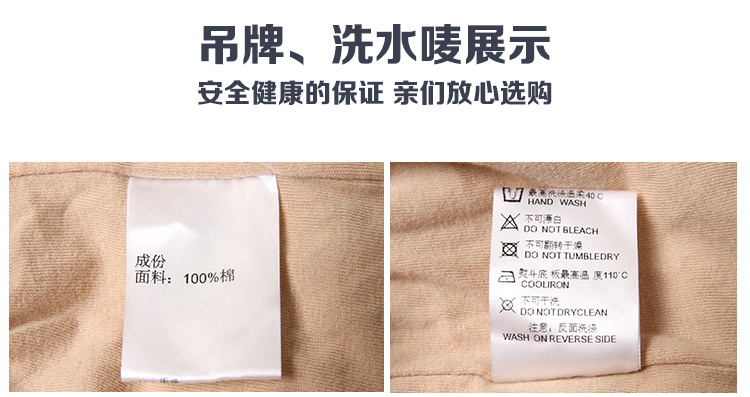 吊牌、洗水唛展示
安全健康的保证 亲们放心选购
成份
面料：100%棉
最高洗涤温柔40℃
HAND WASH
不可漂白
DO NOT BLEACH
不可翻转干燥
DO NOT TUMBLEDRY
熨斗底 板最高温 度110℃
COOLIRON
不可干洗
DO NOTDRYCLEAN
注意：反面洗涤
WASH ON REVERSE SIDE